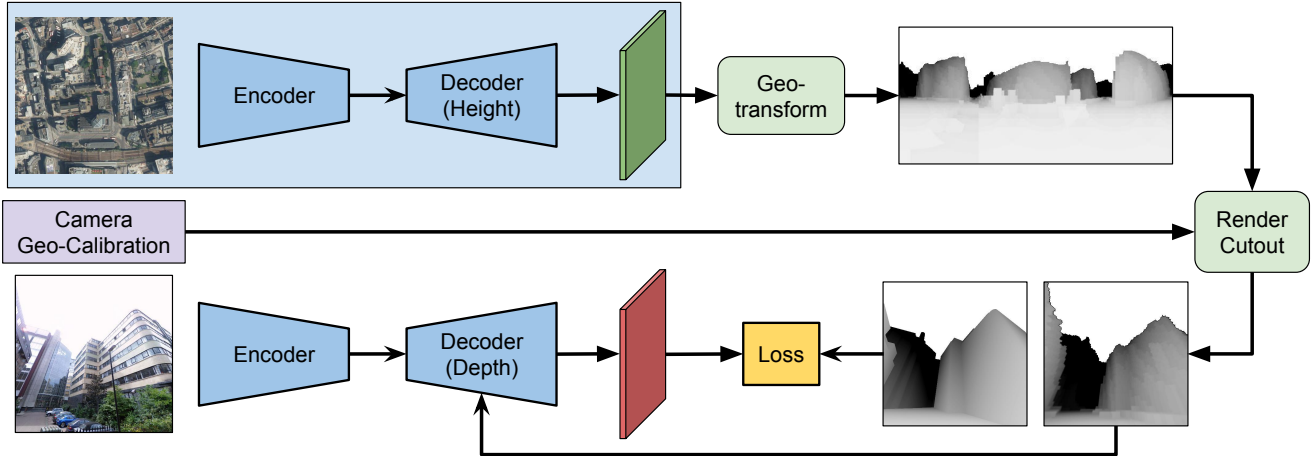 Encoder
Decoder
(Height)
Geo-
transform
Camera
Geo-Calibration
Render
Cutout
Encoder
Decoder
(Depth)
Loss